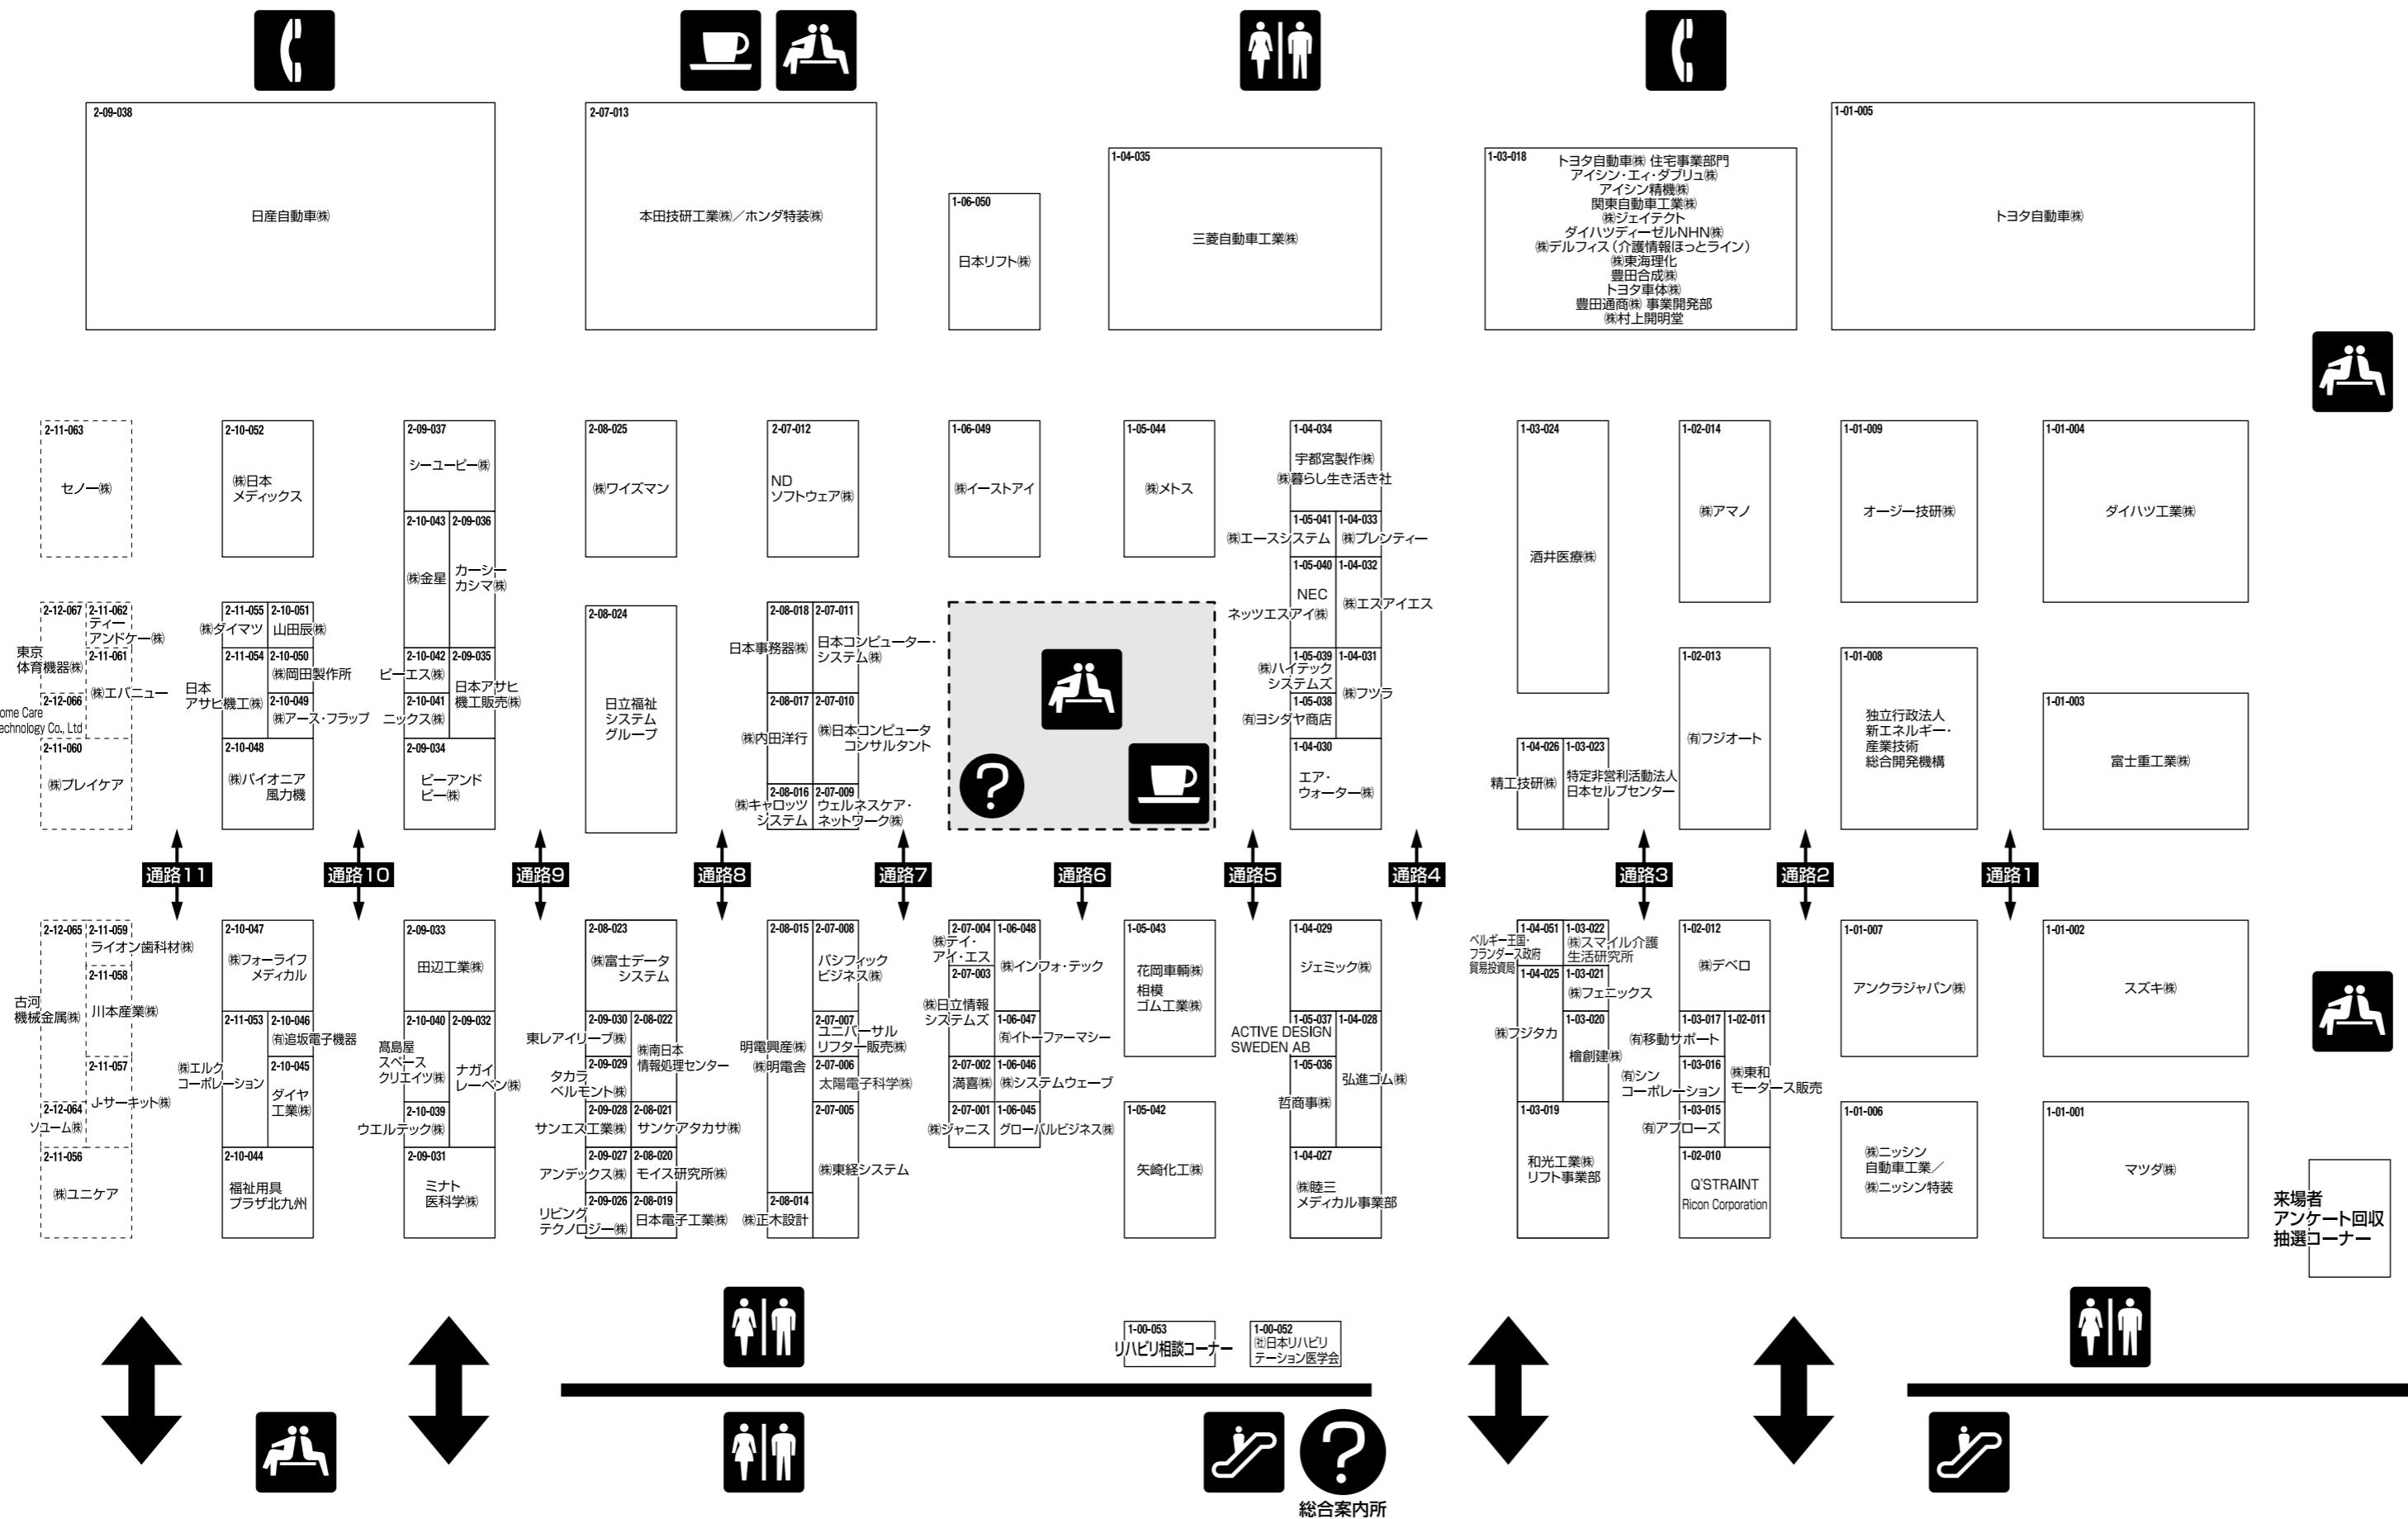 2-09-038
日産自動車㈱
2-07-013
本田技研工業㈱／ホンダ特装㈱
1-06-050
日本リフト㈱
1-04-035
三菱自動車工業㈱
1-03-018
トヨタ自動車㈱ 住宅事業部門
アイシン・エィ・ダブリュ㈱
アイシン精機㈱
関東自動車工業㈱
㈱ジェイテクト
ダイハツディーゼルNHN㈱
㈱デルフィス（介護情報ほっとライン）
㈱東海理化
豊田合成㈱
トヨタ車体㈱
豊田通商㈱ 事業開発部
㈱村上開明堂
1-01-005
トヨタ自動車㈱
2-11-063
セノー㈱
2-10-052
㈱日本
メディックス
2-09-037
シーユーピー㈱
2-08-025
㈱ワイズマン
2-07-012
ND
ソフトウェア㈱
1-06-049
㈱イーストアイ
1-05-044
㈱メトス
1-04-034
宇都宮製作㈱
㈱暮らし生き活き社
1-03-024
酒井医療㈱
1-02-014
㈱アマノ
1-01-009
オージー技研㈱
1-01-004
ダイハツ工業㈱
2-10-043
㈱金星
2-09-036
カーシー
カシマ㈱
1-05-041
㈱エースシステム
1-04-033
㈱プレンティー
1-05-040
NEC
ネッツエスアイ㈱
1-04-032
㈱エスアイエス
2-12-067
東京
体育機器㈱
2-11-062
ティー
アンドケー㈱
2-11-061
㈱エバニュー
2-12-066
ome Care
echnology Co., Ltd
2-11-060
㈱プレイケア
2-11-055
㈱ダイマツ
2-10-051
山田辰㈱
2-11-054
日本
アサヒ機工㈱
2-10-050
㈱岡田製作所
2-10-049
㈱アース・フラップ
2-10-048
㈱パイオニア
風力機
2-10-042
ピーエス㈱
2-09-035
日本アサヒ
機工販売㈱
2-10-041
ニックス㈱
2-09-034
ピーアンド
ピー㈱
2-08-024
日立福祉
システム
グループ
2-08-018
日本事務器㈱
2-07-011
日本コンピューター・
システム㈱
2-08-017
㈱内田洋行
2-07-010
㈱日本コンピュータ
コンサルタント
2-08-016
㈱キャロッツ
システム
2-07-009
ウェルネスケア・
ネットワーク㈱
1-05-039
㈱ハイテック
システムズ
1-04-031
㈱フツラ
1-05-038
㈲ヨシダヤ商店
1-04-030
エア・
ウォーター㈱
1-04-026
精工技研㈱
1-03-023
特定非営利活動法人
日本セルプセンター
1-02-013
㈲フジオート
1-01-008
独立行政法人
新エネルギー・
産業技術
総合開発機構
1-01-003
富士重工業㈱
通路11
通路10
通路9
通路8
通路7
通路6
通路5
通路4
通路3
通路2
通路1
2-12-065
古河
機械金属㈱
2-11-059
ライオン歯科材㈱
2-11-058
川本産業㈱
2-11-057
J-サーキット㈱
2-12-064
ソユーム㈱
2-11-056
㈱ユニケア
2-10-047
㈱フォーライフ
メディカル
2-11-053
㈱エルク
コーポレーション
2-10-046
㈲追坂電子機器
2-10-045
ダイヤ
工業㈱
2-10-044
福祉用具
プラザ北九州
2-09-033
田辺工業㈱
2-10-040
髙島屋
スペース
クリエイツ㈱
2-09-032
ナガイ
レーベン㈱
2-10-039
ウエルテック㈱
2-09-031
ミナト
医科学㈱
2-08-023
㈱富士データ
システム
2-09-030
東レアイリーブ㈱
2-08-022
㈱南日本
情報処理センター
2-09-029
タカラ
ベルモント㈱
2-09-028
サンエス工業㈱
2-08-021
サンケアタカサ㈱
2-09-027
アンデックス㈱
2-08-020
モイス研究所㈱
2-09-026
リビング
テクノロジー㈱
2-08-019
日本電子工業㈱
2-08-015
明電興産㈱
㈱明電舎
2-07-008
パシフィック
ビジネス㈱
2-07-007
ユニバーサル
リフター販売㈱
2-07-006
太陽電子科学㈱
2-07-005
㈱東経システム
2-08-014
㈱正木設計
2-07-004
㈱テイ・
アイ・エス
1-06-048
㈱インフォ・テック
2-07-003
㈱日立情報
システムズ
1-06-047
㈲イトーファーマシー
2-07-002
満喜㈱
1-06-046
㈱システムウェーブ
2-07-001
㈱ジャニス
1-06-045
グローバルビジネス㈱
1-05-043
花岡車輌㈱
相模
ゴム工業㈱
1-05-042
矢崎化工㈱
1-04-029
ジェミック㈱
1-05-037
ACTIVE DESIGN
SWEDEN AB
1-04-028
弘進ゴム㈱
1-05-036
哲商事㈱
1-04-027
㈱睦三
メディカル事業部
1-04-051
ベルギー王国・
フランダース政府
貿易投資局
1-03-022
㈱スマイル介護
生活研究所
1-04-025
㈱フジタカ
1-03-021
㈱フェニックス
1-03-020
檜創建㈱
1-03-019
和光工業㈱
リフト事業部
1-02-012
㈱デベロ
1-03-017
㈲移動サポート
1-02-011
㈱東和
モータース販売
1-03-016
㈲シン
コーポレーション
1-03-015
㈲アプローズ
1-02-010
Q'STRAINT
Ricon Corporation
1-01-007
アンクラジャパン㈱
1-01-006
㈱ニッシン
自動車工業／
㈱ニッシン特装
1-01-002
スズキ㈱
1-01-001
マツダ㈱
来場者
アンケート回収
抽選コーナー
1-00-053
リハビリ相談コーナー
1-00-052
㈳日本リハビリ
テーション医学会
総合案内所